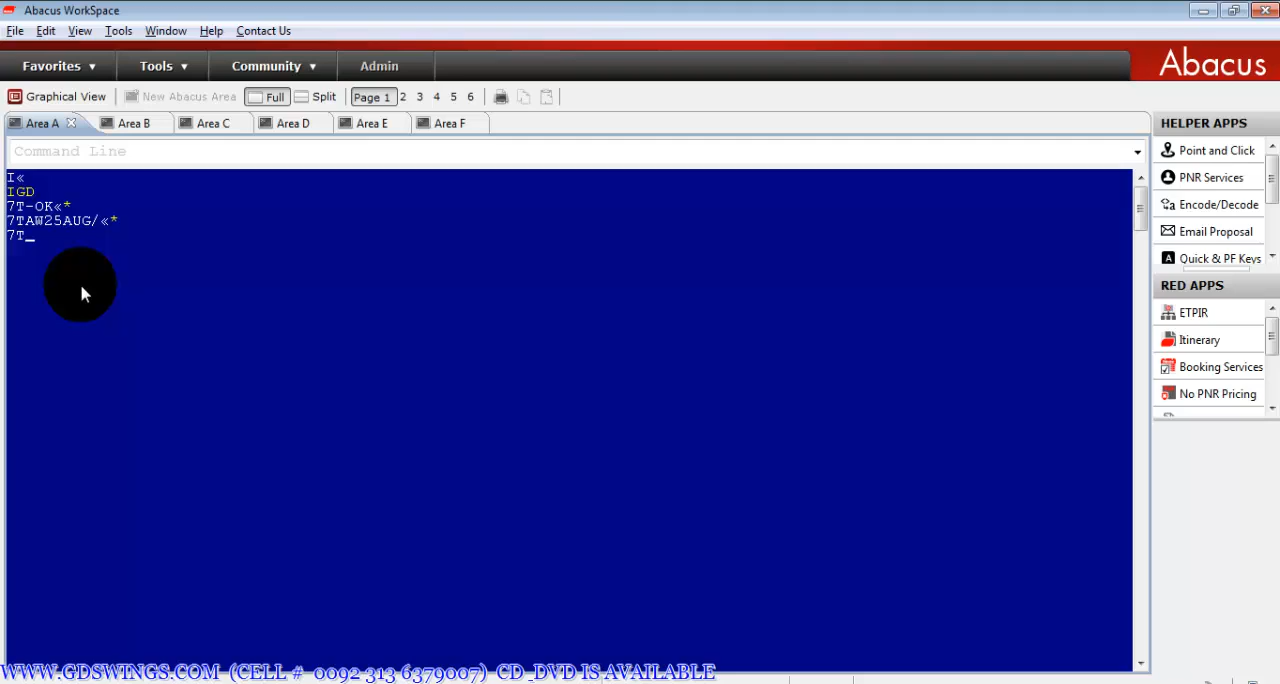 Abacus WorkSpace
File Edit View Tools Window Help Contact Us
Favorites ▼ Tools ▼ Community ▼ Admin Abacus
Graphical View New Abacus Area Full Split Page 1 2 3 4 5 6
Area A Area B Area C Area D Area E Area F
Command Line
I«
IGD
7T-OK«*
7TAW25AUG/«*
7T_
HELPER APPS
Point and Click
PNR Services
Encode/Decode
Email Proposal
A Quick & PF Keys
RED APPS
ETPIR
Itinerary
Booking Services
No PNR Pricing
WWW.GDSWINGS.COM (CELL # 0092 313 6379007) CD_DVD IS AVAILABLE